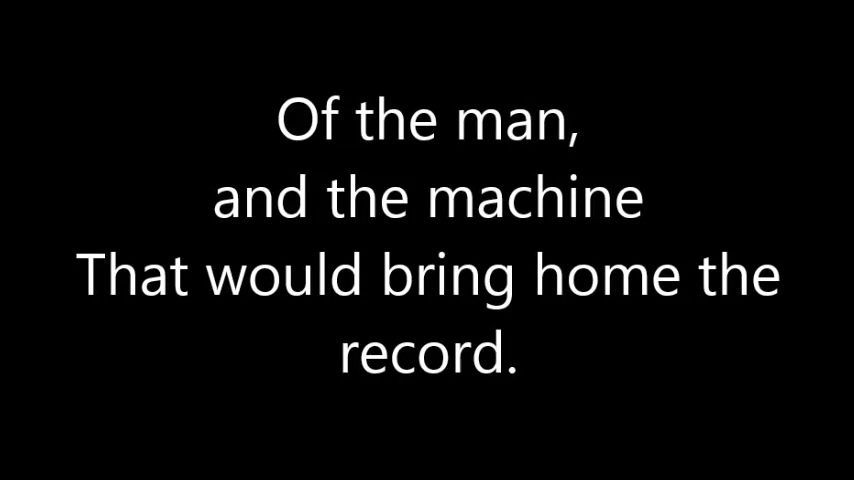 Of the man,
and the machine
That would bring home the
record.